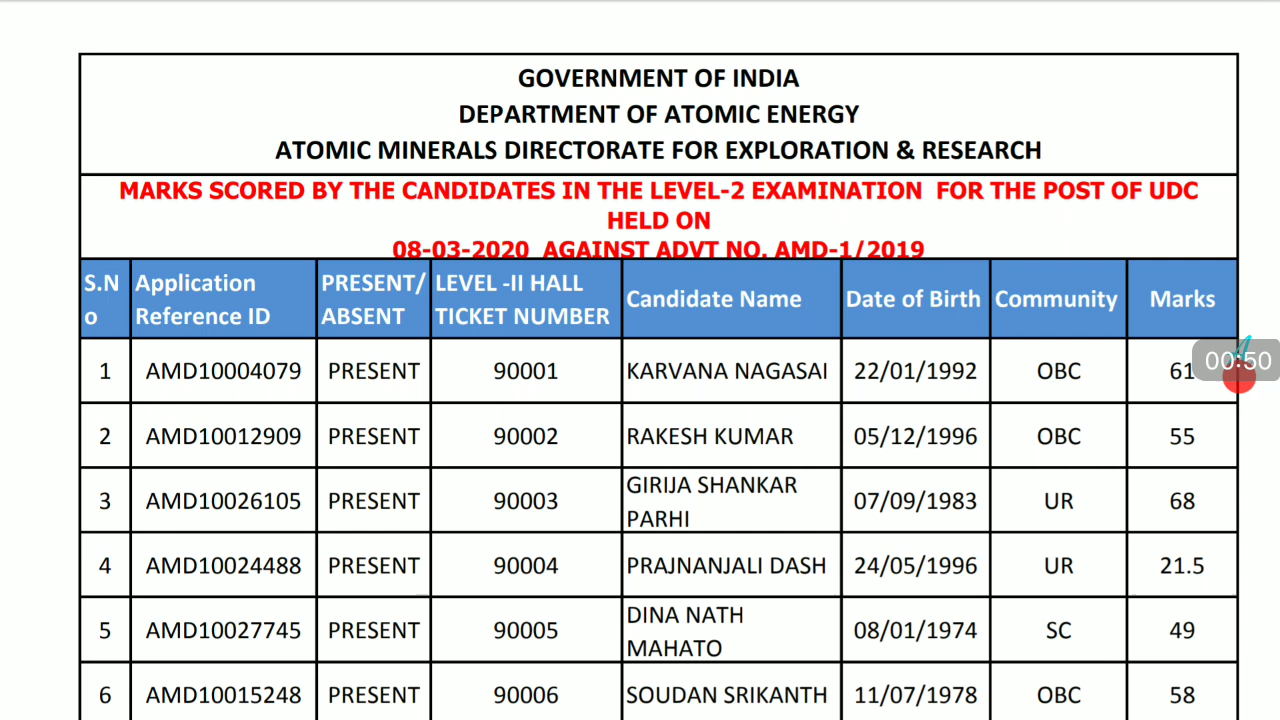 GOVERNMENT OF INDIA
DEPARTMENT OF ATOMIC ENERGY
ATOMIC MINERALS DIRECTORATE FOR EXPLORATION & RESEARCH
MARKS SCORED BY THE CANDIDATES IN THE LEVEL-2 EXAMINATION FOR THE POST OF UDC
HELD ON
08-03-2020 AGAINST ADVT NO. AMD-1/2019
S.N
o
Application
Reference ID
PRESENT/
ABSENT
LEVEL -II HALL
TICKET NUMBER
Candidate Name
Date of Birth
Community
Marks
1 AMD10004079 PRESENT 90001 KARVANA NAGASAI 22/01/1992 OBC 61
00:50
2 AMD10012909 PRESENT 90002 RAKESH KUMAR 05/12/1996 OBC 55
3 AMD10026105 PRESENT 90003 GIRIJA SHANKAR
PARHI 07/09/1983 UR 68
4 AMD10024488 PRESENT 90004 PRAJNANJALI DASH 24/05/1996 UR 21.5
5 AMD10027745 PRESENT 90005 DINA NATH
MAHATO 08/01/1974 SC 49
6 AMD10015248 PRESENT 90006 SOUDAN SRIKANTH 11/07/1978 OBC 58